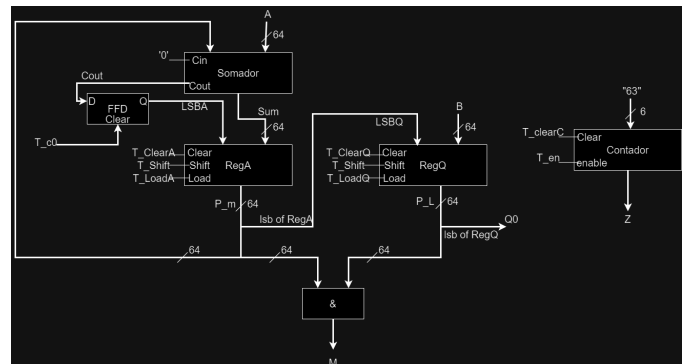 A
64
'0'
Cin
Somador
Cout
Cout
D
Q
FFD
Clear
LSBA
Sum
64
T_c0
LSBQ
B
64
"63"
6
T_clearC
Clear
Contador
T_en
enable
Z
T_ClearA
Clear
T_Shift
Shift
RegA
T_LoadA
Load
T_ClearQ
Clear
T_Shift
Shift
RegQ
T_LoadQ
Load
P_m
64
lsb of RegA
P_L
64
Q0
lsb of RegQ
64
64
64
&
M